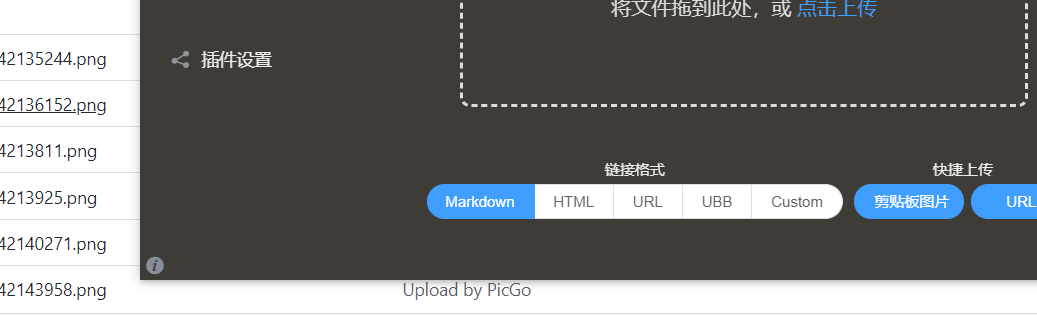 将文件拖到此处，或 点击上传
42135244.png
插件设置
42136152.png
4213811.png
链接格式
快捷上传
4213925.png
Markdown
HTML
URL
UBB
Custom
剪贴板图片
URL
42140271.png
42143958.png
Upload by PicGo